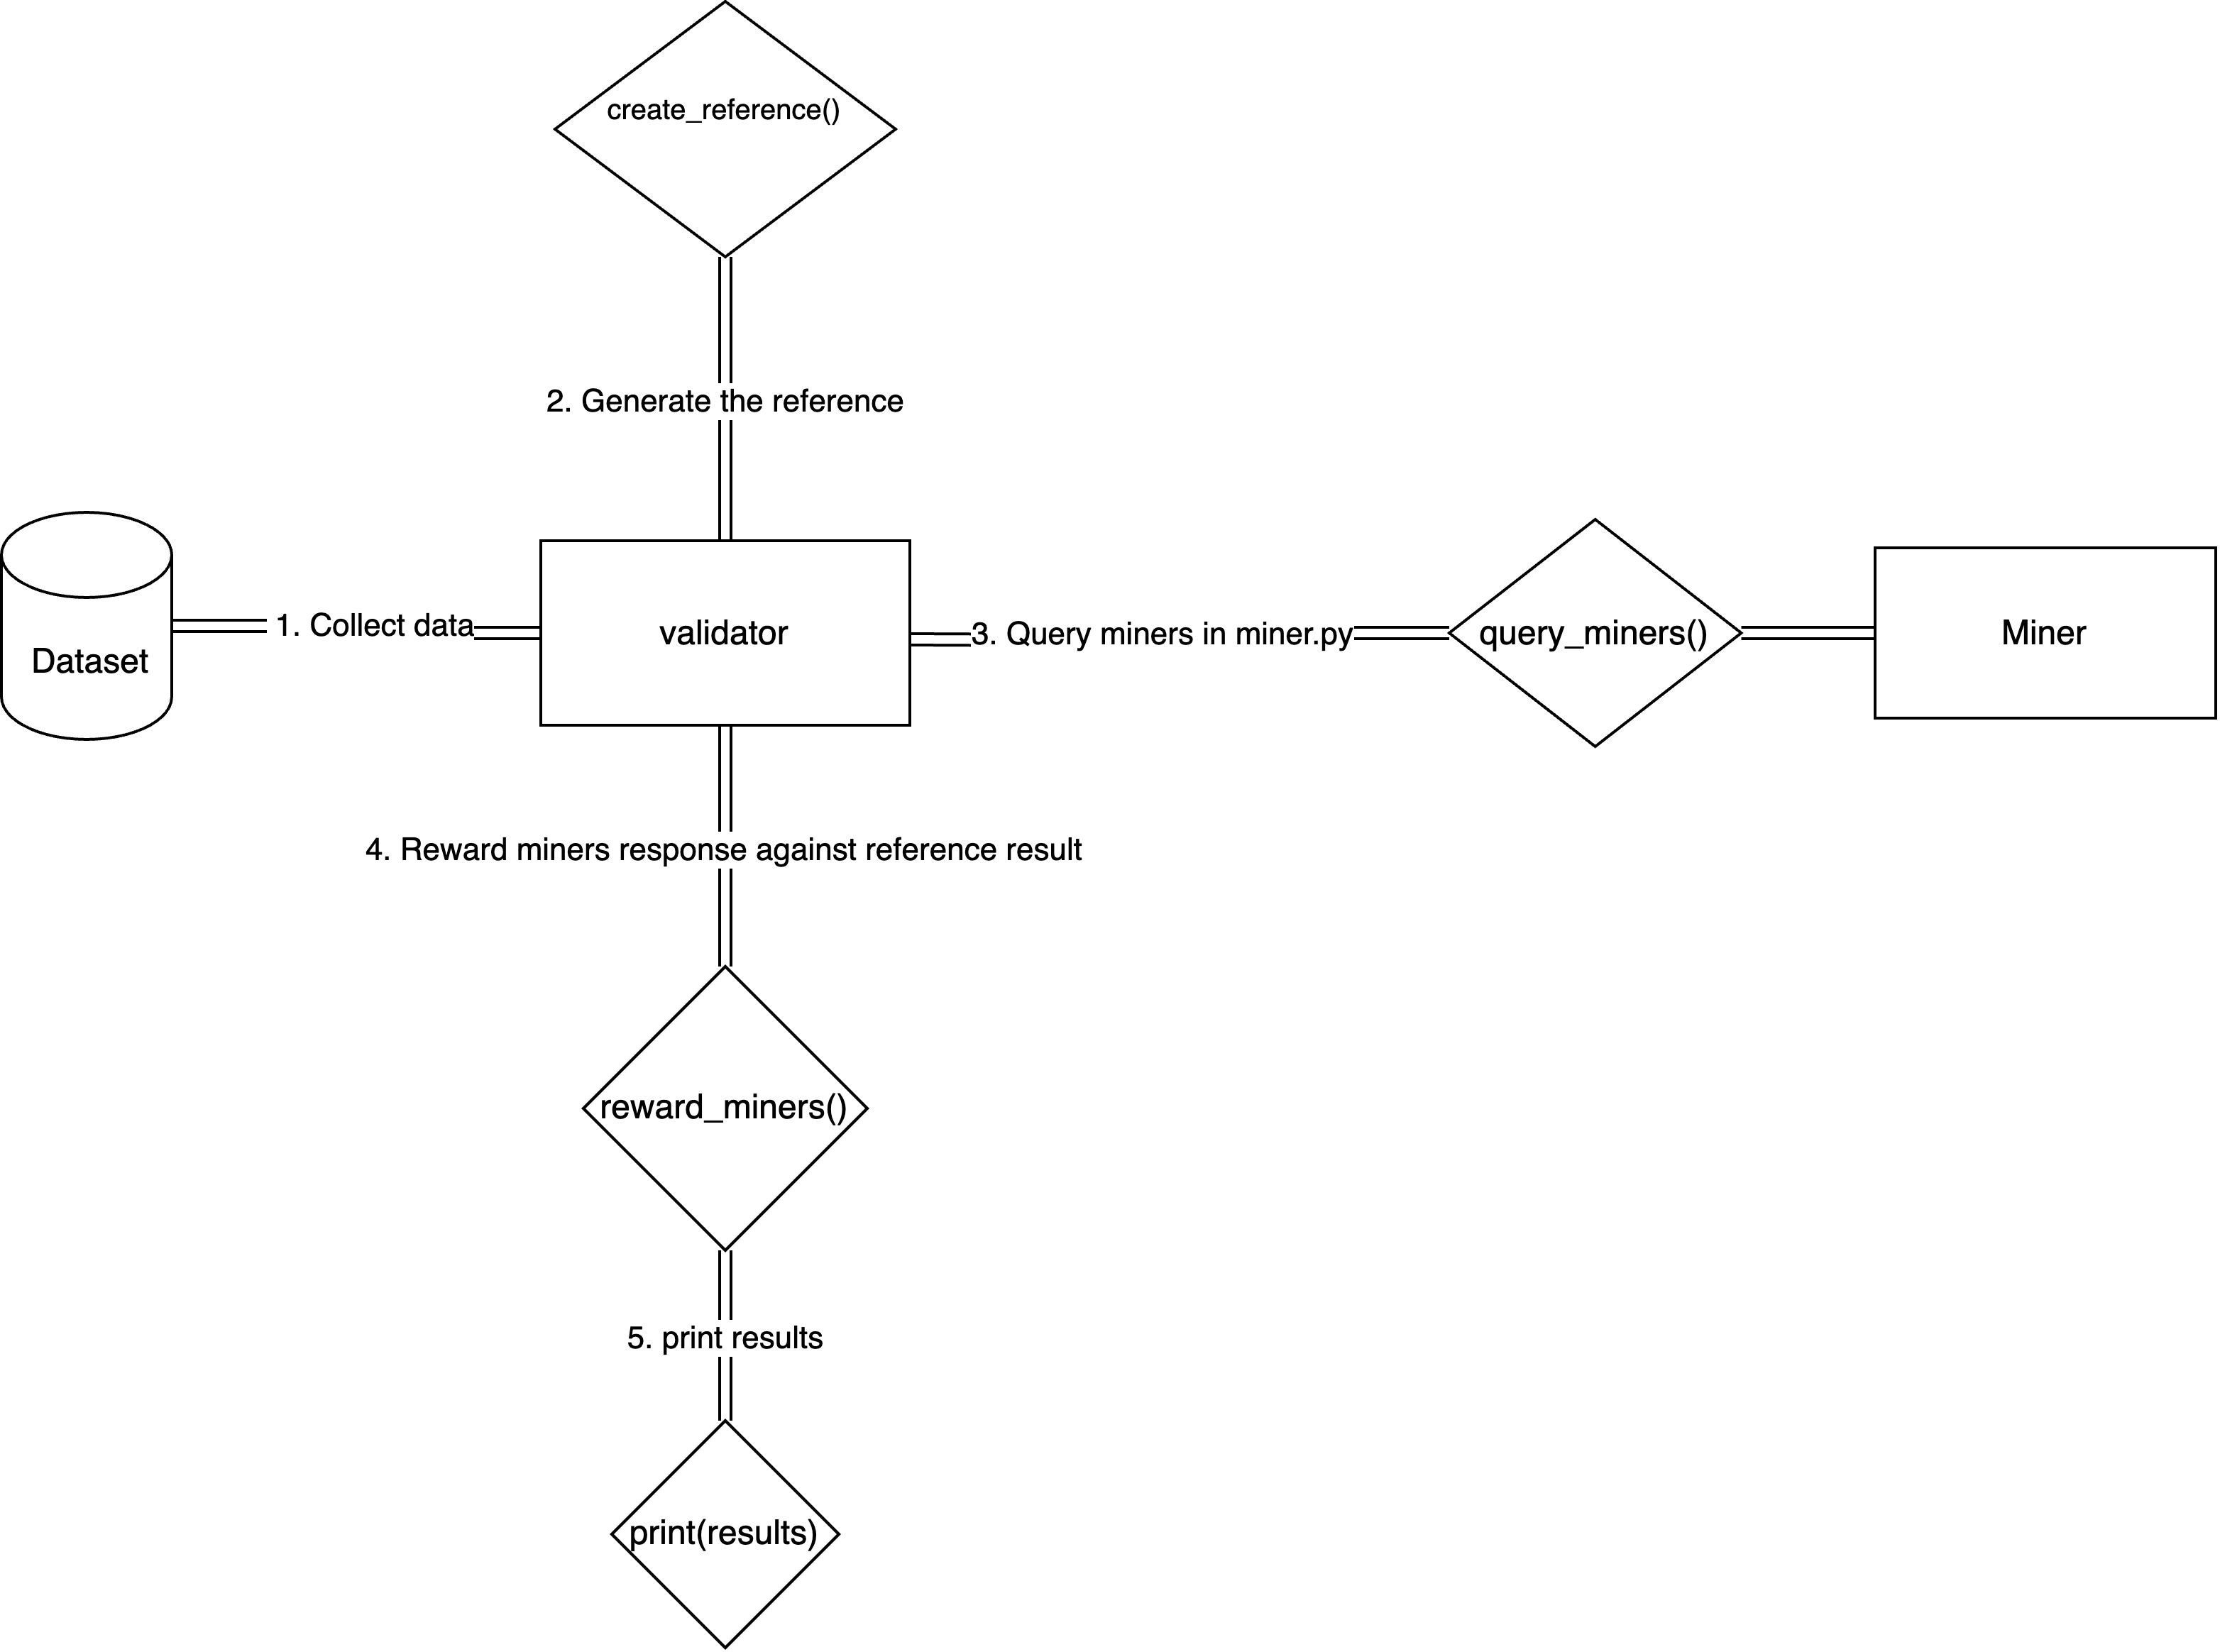 create_reference()
2. Generate the reference
Dataset
1. Collect data
validator
3. Query miners in miner.py
query_miners()
Miner
4. Reward miners response against reference result
reward_miners()
5. print results
print(results)